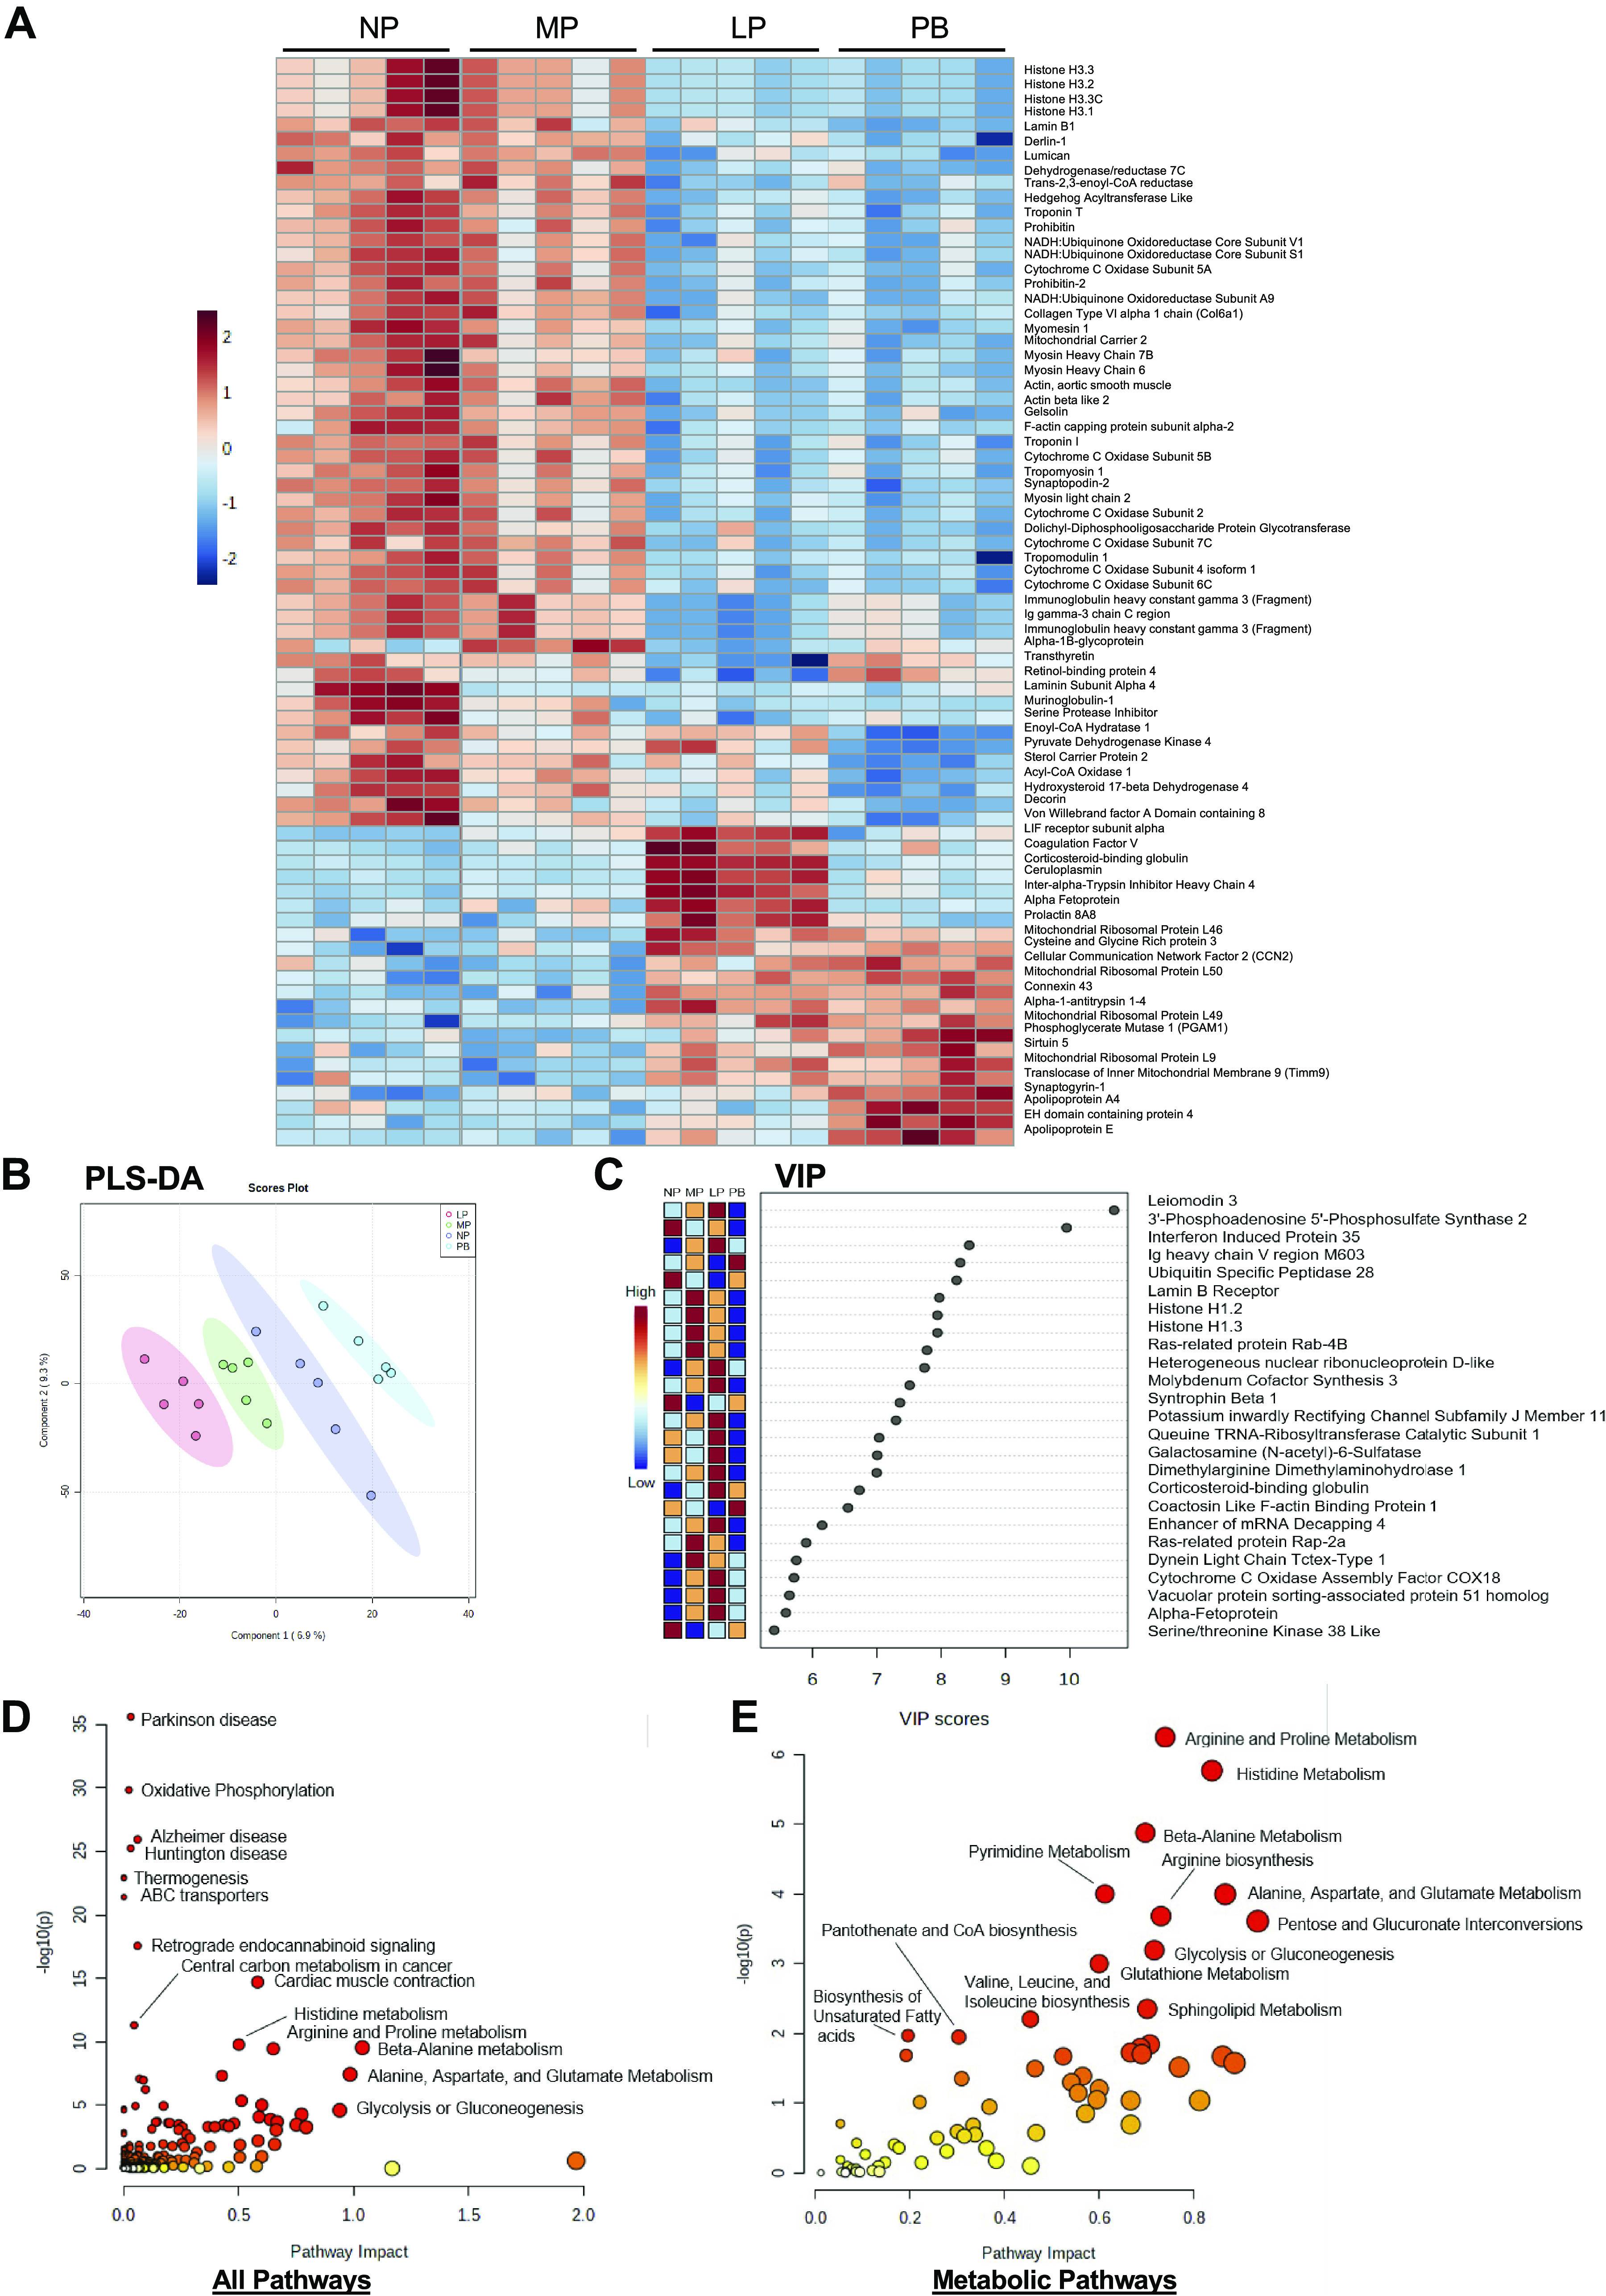 A
NP MP LP PB
Histone H3.3
Histone H3.2
Histone H3.3C
Histone H3.1
Lamin B1
Derlin-1
Lumican
Dehydrogenase/reductase 7C
Trans-2,3-enoyl-CoA reductase
Hedgehog Acyltransferase Like
Troponin T
Prohibitin
NADH:Ubiquinone Oxidoreductase Core Subunit V1
NADH:Ubiquinone Oxidoreductase Core Subunit S1
Cytochrome C Oxidase Subunit 5A
Prohibitin-2
NADH:Ubiquinone Oxidoreductase Subunit A9
Collagen Type VI alpha 1 chain (Col6a1)
Myomesin 1
Mitochondrial Carrier 2
Myosin Heavy Chain 7B
Myosin Heavy Chain 6
Actin, aortic smooth muscle
Actin beta like 2
Gelsolin
F-actin capping protein subunit alpha-2
Troponin I
Cytochrome C Oxidase Subunit 5B
Tropomyosin 1
Synaptopodin-2
Myosin light chain 2
Cytochrome C Oxidase Subunit 2
Dolichyl-Diphosphooligosaccharide Protein Glycotransferase
Cytochrome C Oxidase Subunit 7C
Tropomodulin 1
Cytochrome C Oxidase Subunit 4 isoform 1
Cytochrome C Oxidase Subunit 6C
Immunoglobulin heavy constant gamma 3 (Fragment)
Ig gamma-3 chain C region
Immunoglobulin heavy constant gamma 3 (Fragment)
Alpha-1B-glycoprotein
Transthyretin
Retinol-binding protein 4
Laminin Subunit Alpha 4
Murinoglobulin-1
Serine Protease Inhibitor
Enoyl-CoA Hydratase 1
Pyruvate Dehydrogenase Kinase 4
Sterol Carrier Protein 2
Acyl-CoA Oxidase 1
Hydroxysteroid 17-beta Dehydrogenase 4
Decorin
Von Willebrand factor A Domain containing 8
LIF receptor subunit alpha
Coagulation Factor V
Corticosteroid-binding globulin
Ceruloplasmin
Inter-alpha-Trypsin Inhibitor Heavy Chain 4
Alpha Fetoprotein
Prolactin 8A8
Mitochondrial Ribosomal Protein L46
Cysteine and Glycine Rich protein 3
Cellular Communication Network Factor 2 (CCN2)
Mitochondrial Ribosomal Protein L50
Connexin 43
Alpha-1-antitrypsin 1-4
Mitochondrial Ribosomal Protein L49
Phosphoglycerate Mutase 1 (PGAM1)
Sirtuin 5
Mitochondrial Ribosomal Protein L9
Translocase of Inner Mitochondrial Membrane 9 (Timm9)
Synaptogyrin-1
Apolipoprotein A4
EH domain containing protein 4
Apolipoprotein E
2
1
0
-1
-2
B
PLS-DA
Scores Plot
LP
MP
NP
PB
50
0
-50
Component 2 ( 9.3 %)
-40 -20 0 20 40
Component 1 ( 6.9 %)
C
VIP
NP MP LP PB
High
Low
Leiomodin 3
3'-Phosphoadenosine 5'-Phosphosulfate Synthase 2
Interferon Induced Protein 35
Ig heavy chain V region M603
Ubiquitin Specific Peptidase 28
Lamin B Receptor
Histone H1.2
Histone H1.3
Ras-related protein Rab-4B
Heterogeneous nuclear ribonucleoprotein D-like
Molybdenum Cofactor Synthesis 3
Syntrophin Beta 1
Potassium inwardly Rectifying Channel Subfamily J Member 11
Queuine TRNA-Ribosyltransferase Catalytic Subunit 1
Galactosamine (N-acetyl)-6-Sulfatase
Dimethylarginine Dimethylaminohydrolase 1
Corticosteroid-binding globulin
Coactosin Like F-actin Binding Protein 1
Enhancer of mRNA Decapping 4
Ras-related protein Rap-2a
Dynein Light Chain Tctex-Type 1
Cytochrome C Oxidase Assembly Factor COX18
Vacuolar protein sorting-associated protein 51 homolog
Alpha-Fetoprotein
Serine/threonine Kinase 38 Like
6 7 8 9 10
VIP scores
D
35
30
25
20
15
10
5
0
-log10(p)
Parkinson disease
Oxidative Phosphorylation
Alzheimer disease
Huntington disease
Thermogenesis
ABC transporters
Retrograde endocannabinoid signaling
Central carbon metabolism in cancer
Cardiac muscle contraction
Histidine metabolism
Arginine and Proline metabolism
Beta-Alanine metabolism
Alanine, Aspartate, and Glutamate Metabolism
Glycolysis or Gluconeogenesis
0.0 0.5 1.0 1.5 2.0
Pathway Impact
All Pathways
E
6
5
4
3
2
1
0
-log10(p)
Arginine and Proline Metabolism
Histidine Metabolism
Beta-Alanine Metabolism
Pyrimidine Metabolism
Arginine biosynthesis
Alanine, Aspartate, and Glutamate Metabolism
Pentose and Glucuronate Interconversions
Pantothenate and CoA biosynthesis
Glycolysis or Gluconeogenesis
Glutathione Metabolism
Valine, Leucine, and
Isoleucine biosynthesis
Biosynthesis of
Unsaturated Fatty
acids
Sphingolipid Metabolism
0.0 0.2 0.4 0.6 0.8
Pathway Impact
Metabolic Pathways